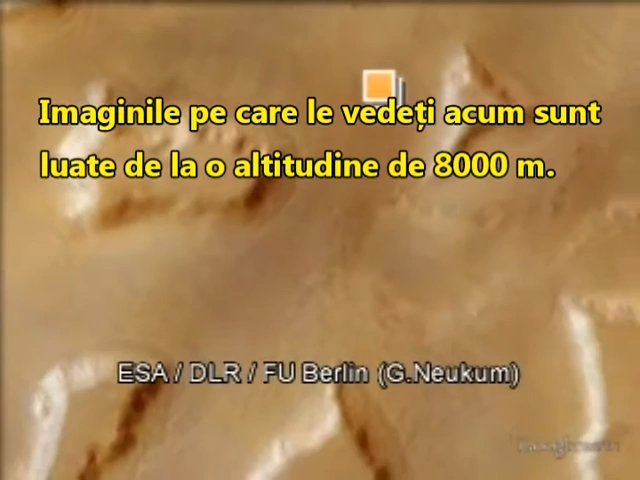 Imaginile pe care le vedeți acum sunt
luate de la o altitudine de 8000 m.
ESA / DLR / FU Berlin (G.Neukum)